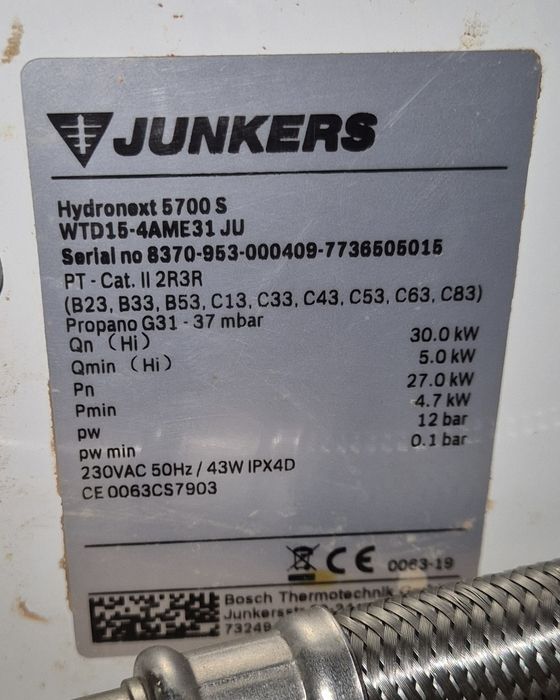 JUNKERS
Hydronext 5700 S
WTD15-4AME31 JU
Serial no 8370-953-000409-7736505015
PT - Cat. II 2R3R
(B23, B33, B53, C13, C33, C43, C53, C63, C83)
Propano G31 - 37 mbar
Qn (Hi) 30.0 kW
Qmin (Hi) 5.0 kW
Pn 27.0 kW
Pmin 4.7 kW
pw 12 bar
pw min 0.1 bar
230VAC 50Hz / 43W IPX4D
CE 0063CS7903
CE 0063-19
Bosch Thermotechnik
Junkersstr
73249